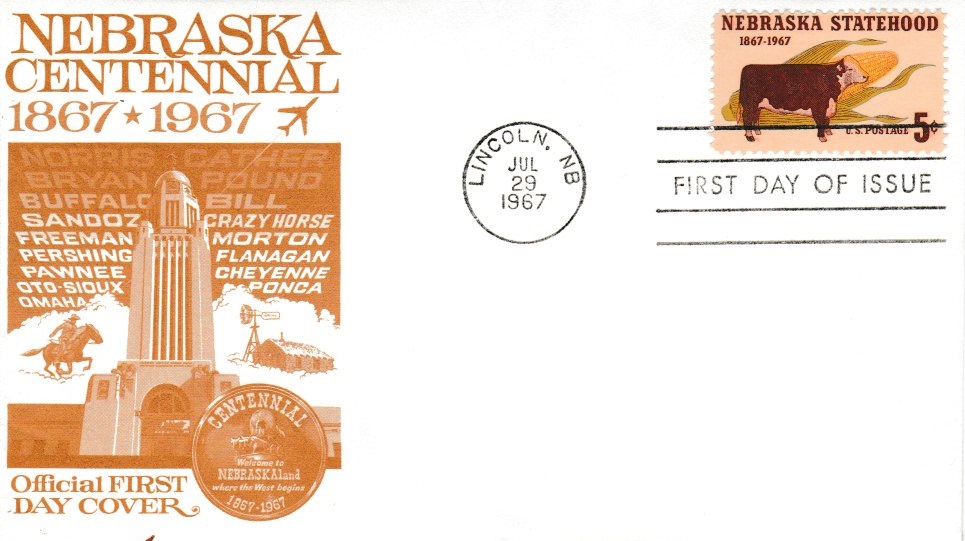 NEBRASKA
CENTENNIAL
1867 ★ 1967
NORRIS CATHER
BRYAN POUND
BUFFALO BILL
SANDOZ CRAZY HORSE
FREEMAN MORTON
PERSHING FLANAGAN
PAWNEE CHEYENNE
OTO-SIOUX PONCA
OMAHA
CENTENNIAL
Welcome to
NEBRASKAland
where the West begins
1867-1967
Official FIRST
DAY COVER
LINCOLN, NB
JUL
29
1967
NEBRASKA STATEHOOD
1867-1967
U.S. POSTAGE 5¢
FIRST DAY OF ISSUE